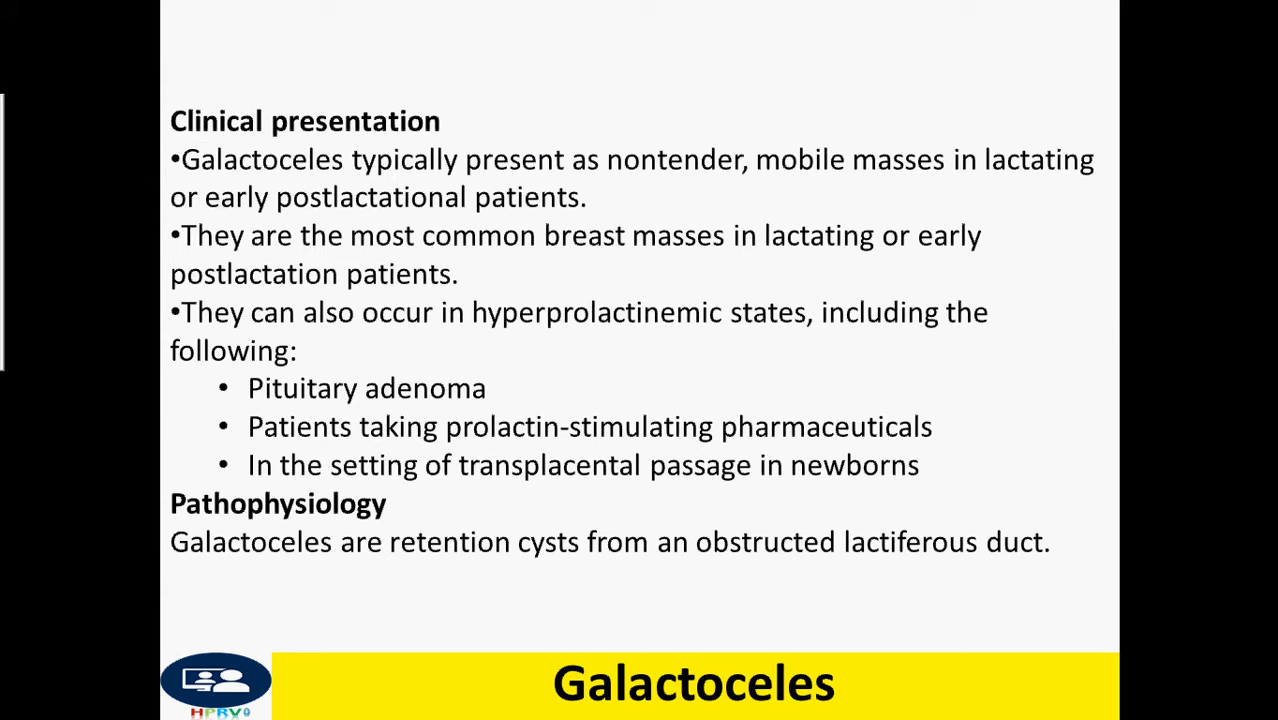 Clinical presentation
•Galactoceles typically present as nontender, mobile masses in lactating
or early postlactational patients.
•They are the most common breast masses in lactating or early
postlactation patients.
•They can also occur in hyperprolactinemic states, including the
following:
• Pituitary adenoma
• Patients taking prolactin-stimulating pharmaceuticals
• In the setting of transplacental passage in newborns
Pathophysiology
Galactoceles are retention cysts from an obstructed lactiferous duct.
Galactoceles
HPRV